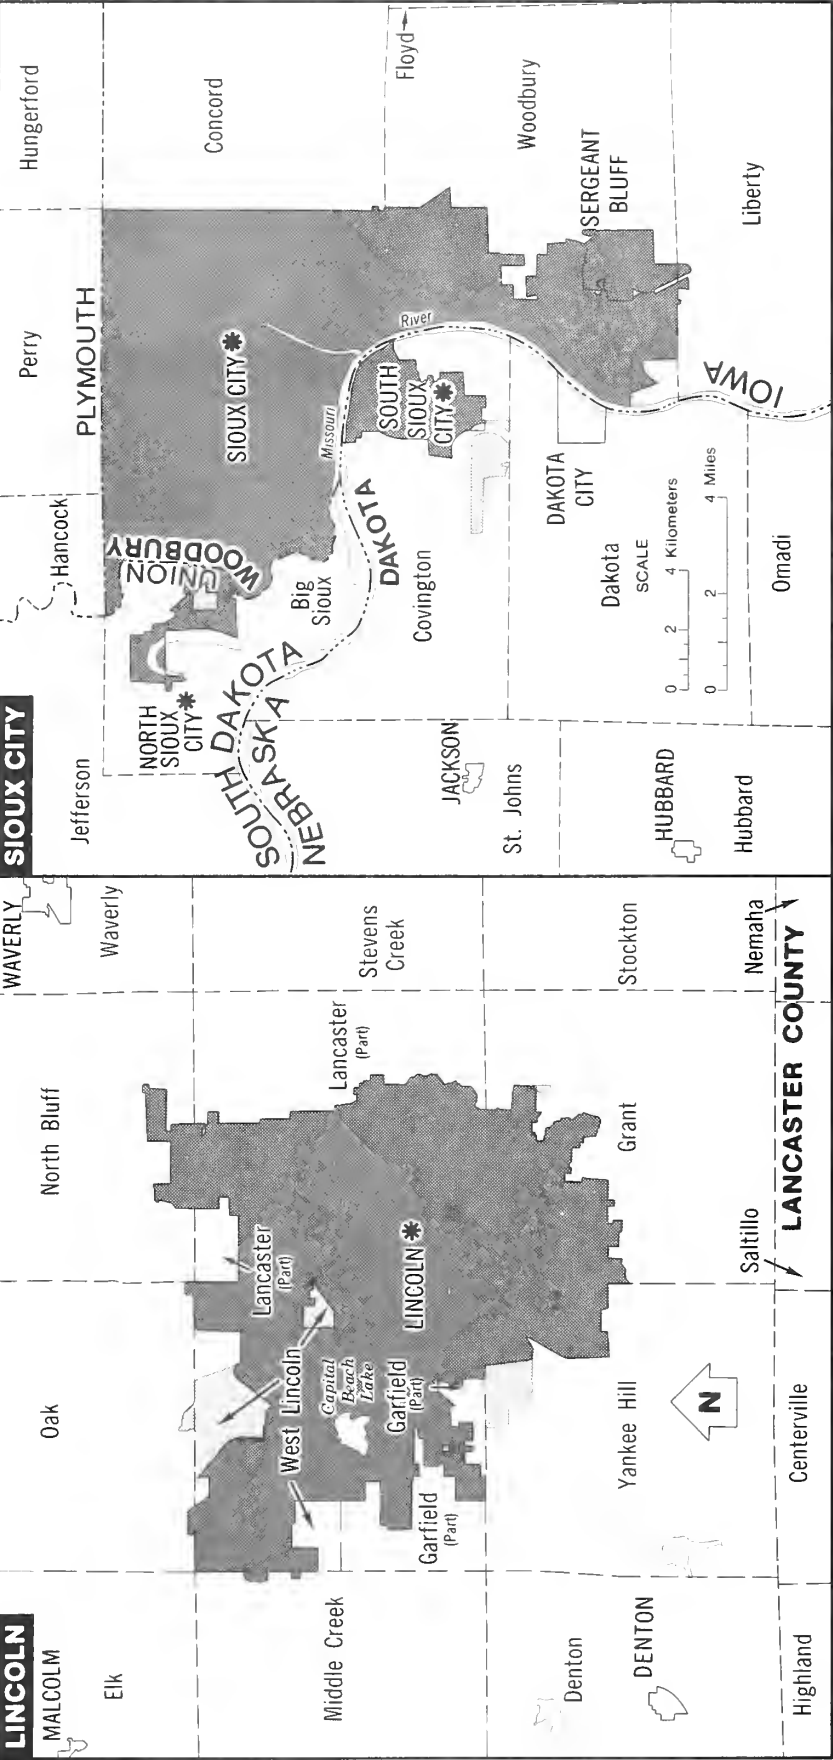 LINCOLN
MALCOLM
Elk
Middle Creek
Denton
DENTON
Highland
Oak
West Lincoln
Capital
Beach
Lake
Garfield
(Part)
Garfield
(Part)
Yankee Hill
N
Centerville
North Bluff
Lancaster
(Part)
LINCOLN
Lancaster
(Part)
Grant
Saltillo
LANCASTER COUNTY
WAVERLY
Waverly
Stevens
Creek
Stockton
Nemaha
SIOUX CITY
Jefferson
NORTH
SIOUX
CITY
SOUTH DAKOTA
NEBRASKA
JACKSON
St. Johns
HUBBARD
Hubbard
Hancock
UNION
WOODBURY
Big
Sioux
DAKOTA
Covington
Dakota
SCALE
0 2 4 Kilometers
0 2 4 Miles
Omadi
Perry
PLYMOUTH
SIOUX CITY
Missouri
River
SOUTH
SIOUX
CITY
DAKOTA
CITY
IOWA
Hungerford
Concord
Floyd
Woodbury
SERGEANT
BLUFF
Liberty